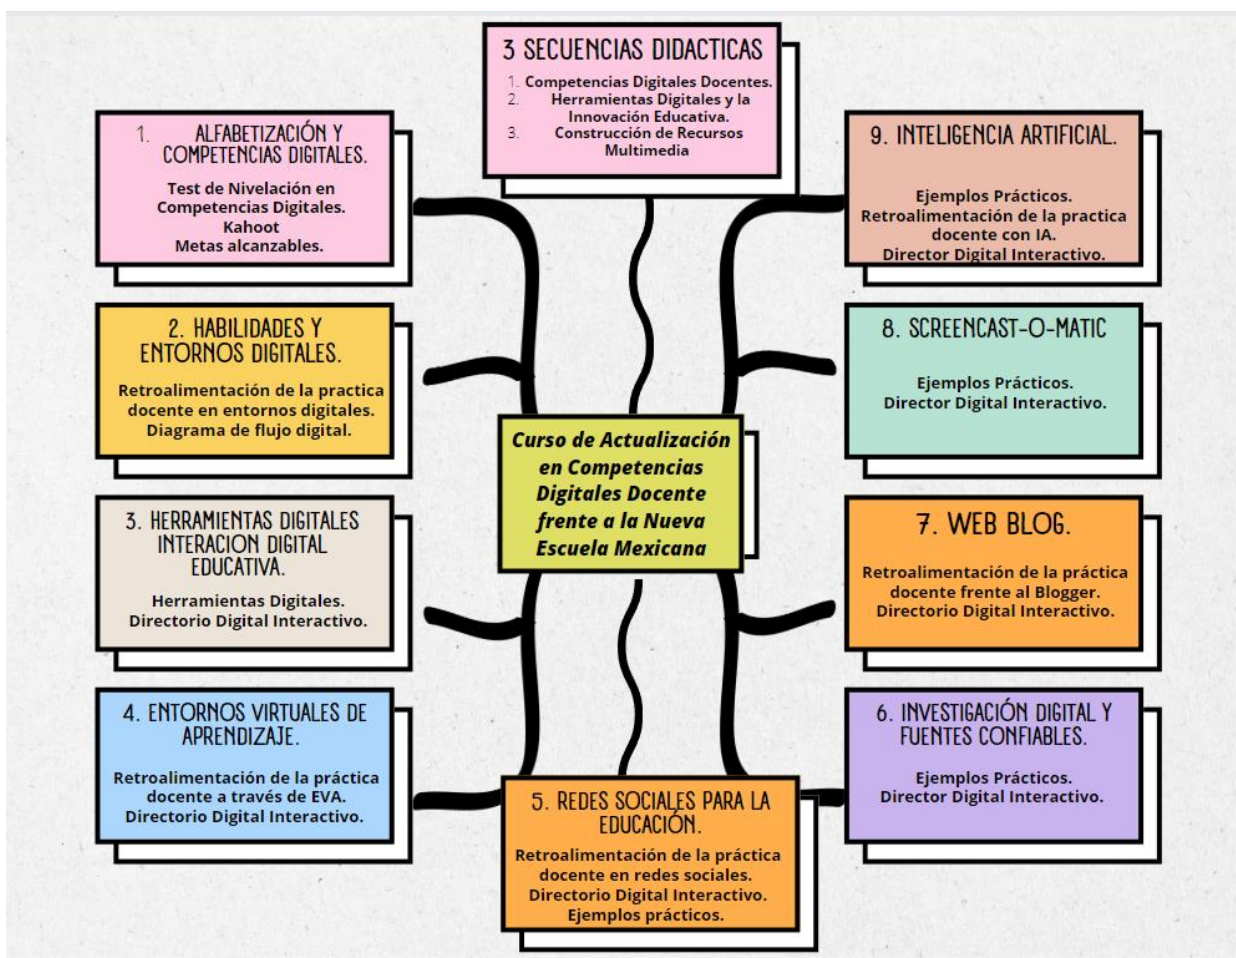 3 SECUENCIAS DIDACTICAS
1. Competencias Digitales Docentes.
2. Herramientas Digitales y la
Innovación Educativa.
3. Construcción de Recursos
Multimedia
1. ALFABETIZACIÓN Y
COMPETENCIAS DIGITALES.
Test de Nivelación en
Competencias Digitales.
Kahoot
Metas alcanzables.
2. HABILIDADES Y
ENTORNOS DIGITALES.
Retroalimentación de la practica
docente en entornos digitales.
Diagrama de flujo digital.
3. HERRAMIENTAS DIGITALES
INTERACION DIGITAL
EDUCATIVA.
Herramientas Digitales.
Directorio Digital Interactivo.
4. ENTORNOS VIRTUALES DE
APRENDIZAJE.
Retroalimentación de la práctica
docente a través de EVA.
Directorio Digital Interactivo.
Curso de Actualización
en Competencias
Digitales Docente
frente a la Nueva
Escuela Mexicana
5. REDES SOCIALES PARA LA
EDUCACIÓN.
Retroalimentación de la práctica
docente en redes sociales.
Directorio Digital Interactivo.
Ejemplos prácticos.
9. INTELIGENCIA ARTIFICIAL.
Ejemplos Prácticos.
Retroalimentación de la practica
docente con IA.
Director Digital Interactivo.
8. SCREENCAST-O-MATIC
Ejemplos Prácticos.
Director Digital Interactivo.
7. WEB BLOG.
Retroalimentación de la práctica
docente frente al Blogger.
Directorio Digital Interactivo.
6. INVESTIGACIÓN DIGITAL Y
FUENTES CONFIABLES.
Ejemplos Prácticos.
Director Digital Interactivo.